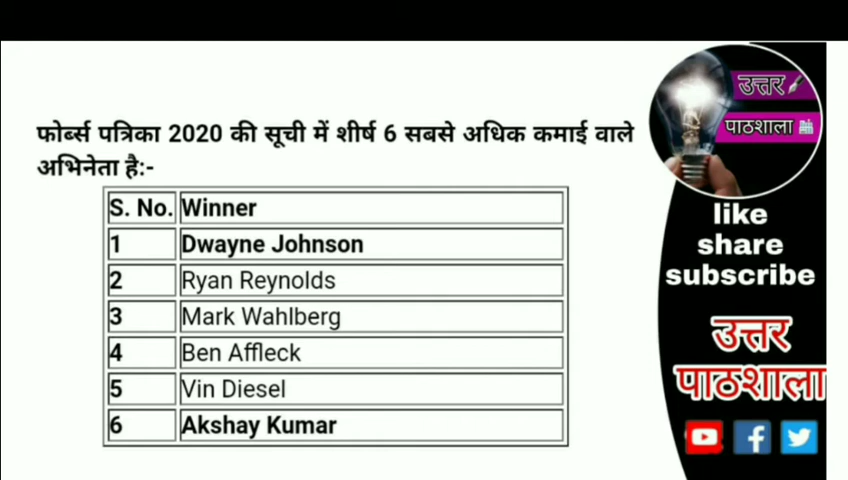 फोर्ब्स पत्रिका 2020 की सूची में शीर्ष 6 सबसे अधिक कमाई वाले
अभिनेता है:-
S. No. Winner
1 Dwayne Johnson
2 Ryan Reynolds
3 Mark Wahlberg
4 Ben Affleck
5 Vin Diesel
6 Akshay Kumar
उत्तर
पाठशाला
like
share
subscribe
उत्तर
पाठशाला